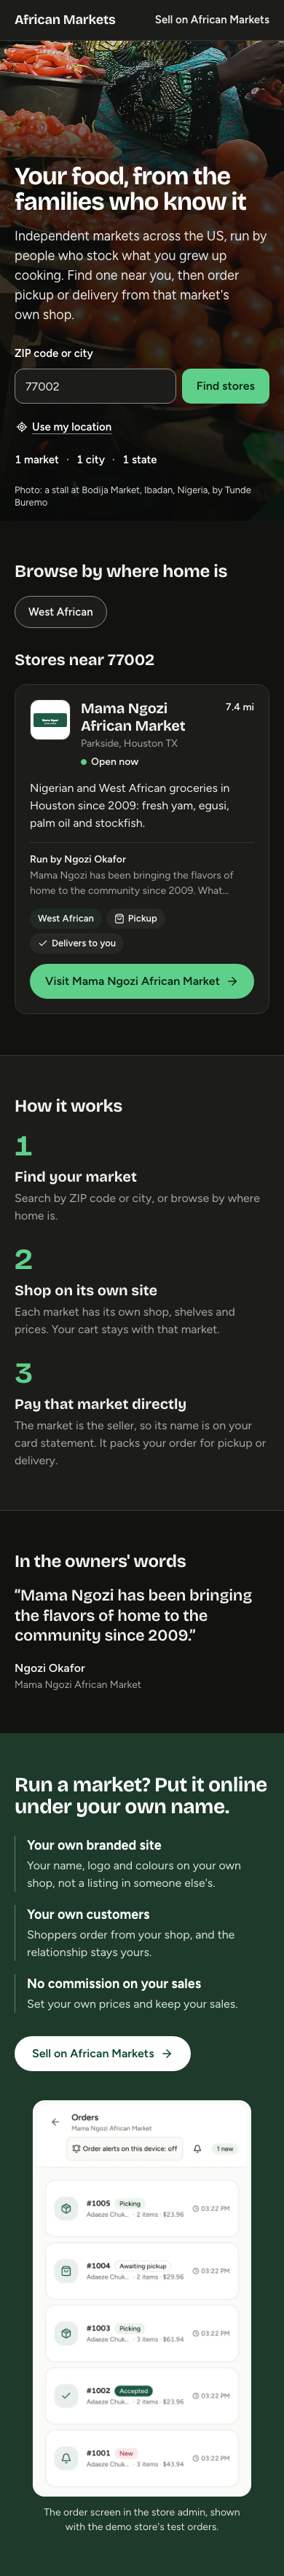 African Markets
Sell on African Markets
Your food, from the
families who know it
Independent markets across the US, run by
people who stock what you grew up
cooking. Find one near you, then order
pickup or delivery from that market's
own shop.
ZIP code or city
77002
Find stores
Use my location
1 market · 1 city · 1 state
Photo: a stall at Bodija Market, Ibadan, Nigeria, by Tunde
Buremo
Browse by where home is
West African
Stores near 77002
Mama Ngozi
African Market
7.4 mi
Parkside, Houston TX
Open now
Nigerian and West African groceries in
Houston since 2009: fresh yam, egusi,
palm oil and stockfish.
Run by Ngozi Okafor
Mama Ngozi has been bringing the flavors of
home to the community since 2009. What...
West African
Pickup
Delivers to you
Visit Mama Ngozi African Market
How it works
1
Find your market
Search by ZIP code or city, or browse by where
home is.
2
Shop on its own site
Each market has its own shop, shelves and
prices. Your cart stays with that market.
3
Pay that market directly
The market is the seller, so its name is on your
card statement. It packs your order for pickup or
delivery.
In the owners' words
“Mama Ngozi has been bringing
the flavors of home to the
community since 2009.”
Ngozi Okafor
Mama Ngozi African Market
Run a market? Put it online
under your own name.
Your own branded site
Your name, logo and colours on your own
shop, not a listing in someone else's.
Your own customers
Shoppers order from your shop, and the
relationship stays yours.
No commission on your sales
Set your own prices and keep your sales.
Sell on African Markets
Orders
Mama Ngozi African Market
Order alerts on this device: off
1 new
#1005 Picking
Adaeze Chuk... · 2 items · $23.96
03:22 PM
#1004 Awaiting pickup
Adaeze Chuk... · 2 items · $29.96
03:22 PM
#1003 Picking
Adaeze Chuk... · 3 items · $61.94
03:22 PM
#1002 Accepted
Adaeze Chuk... · 2 items · $23.96
03:22 PM
#1001 New
Adaeze Chuk... · 3 items · $43.94
03:22 PM
The order screen in the store admin, shown
with the demo store's test orders.